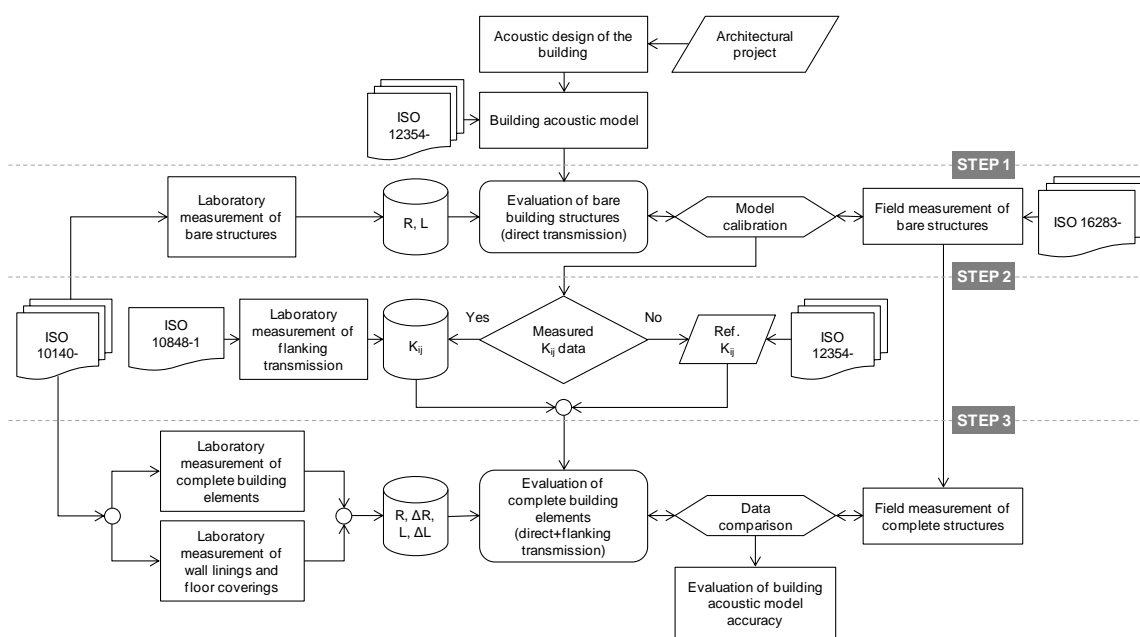 Acoustic design of the
building
Architectural
project
ISO
12354-
Building acoustic model
STEP 1
Laboratory
measurement of
bare structures
R, L
Evaluation of bare
building structures
(direct transmission)
Model
calibration
Field measurement of
bare structures
ISO 16283-
STEP 2
ISO
10140-
ISO
10848-1
Laboratory
measurement of
flanking
transmission
Kij
Yes
Measured
Kij data
No
Ref.
Kij
ISO
12354-
STEP 3
Laboratory
measurement of
complete building
elements
Laboratory
measurement of
wall linings and
floor coverings
R, ΔR,
L, ΔL
Evaluation of
complete building
elements
(direct+flanking
transmission)
Data
comparison
Field measurement of
complete structures
Evaluation of building
acoustic model
accuracy